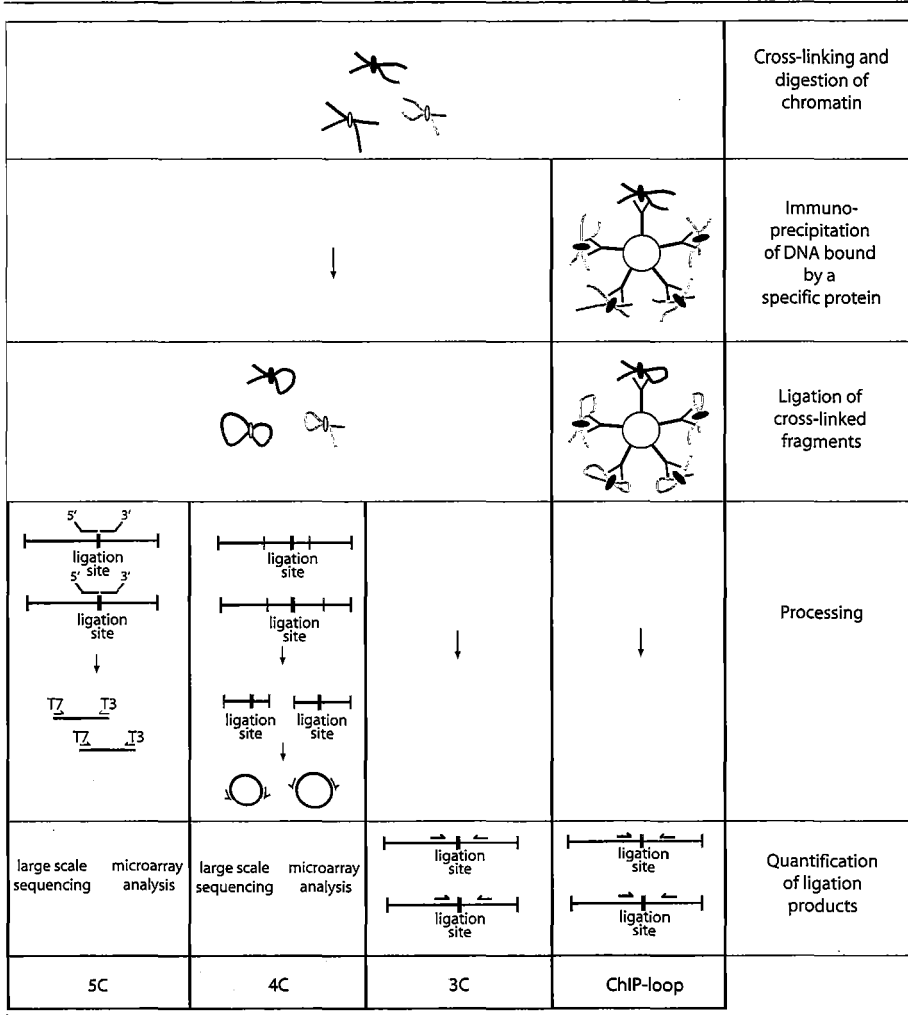 Cross-linking and
digestion of
chromatin
Immuno-
precipitation
of DNA bound
by a
specific protein
Ligation of
cross-linked
fragments
5' 3'
ligation
site
5' 3'
ligation
site
T7 T3
T7 T3
ligation
site
ligation
site
ligation
site
ligation
site
Processing
large scale
sequencing
microarray
analysis
large scale
sequencing
microarray
analysis
ligation
site
ligation
site
ligation
site
ligation
site
Quantification
of ligation
products
5C
4C
3C
ChIP-loop